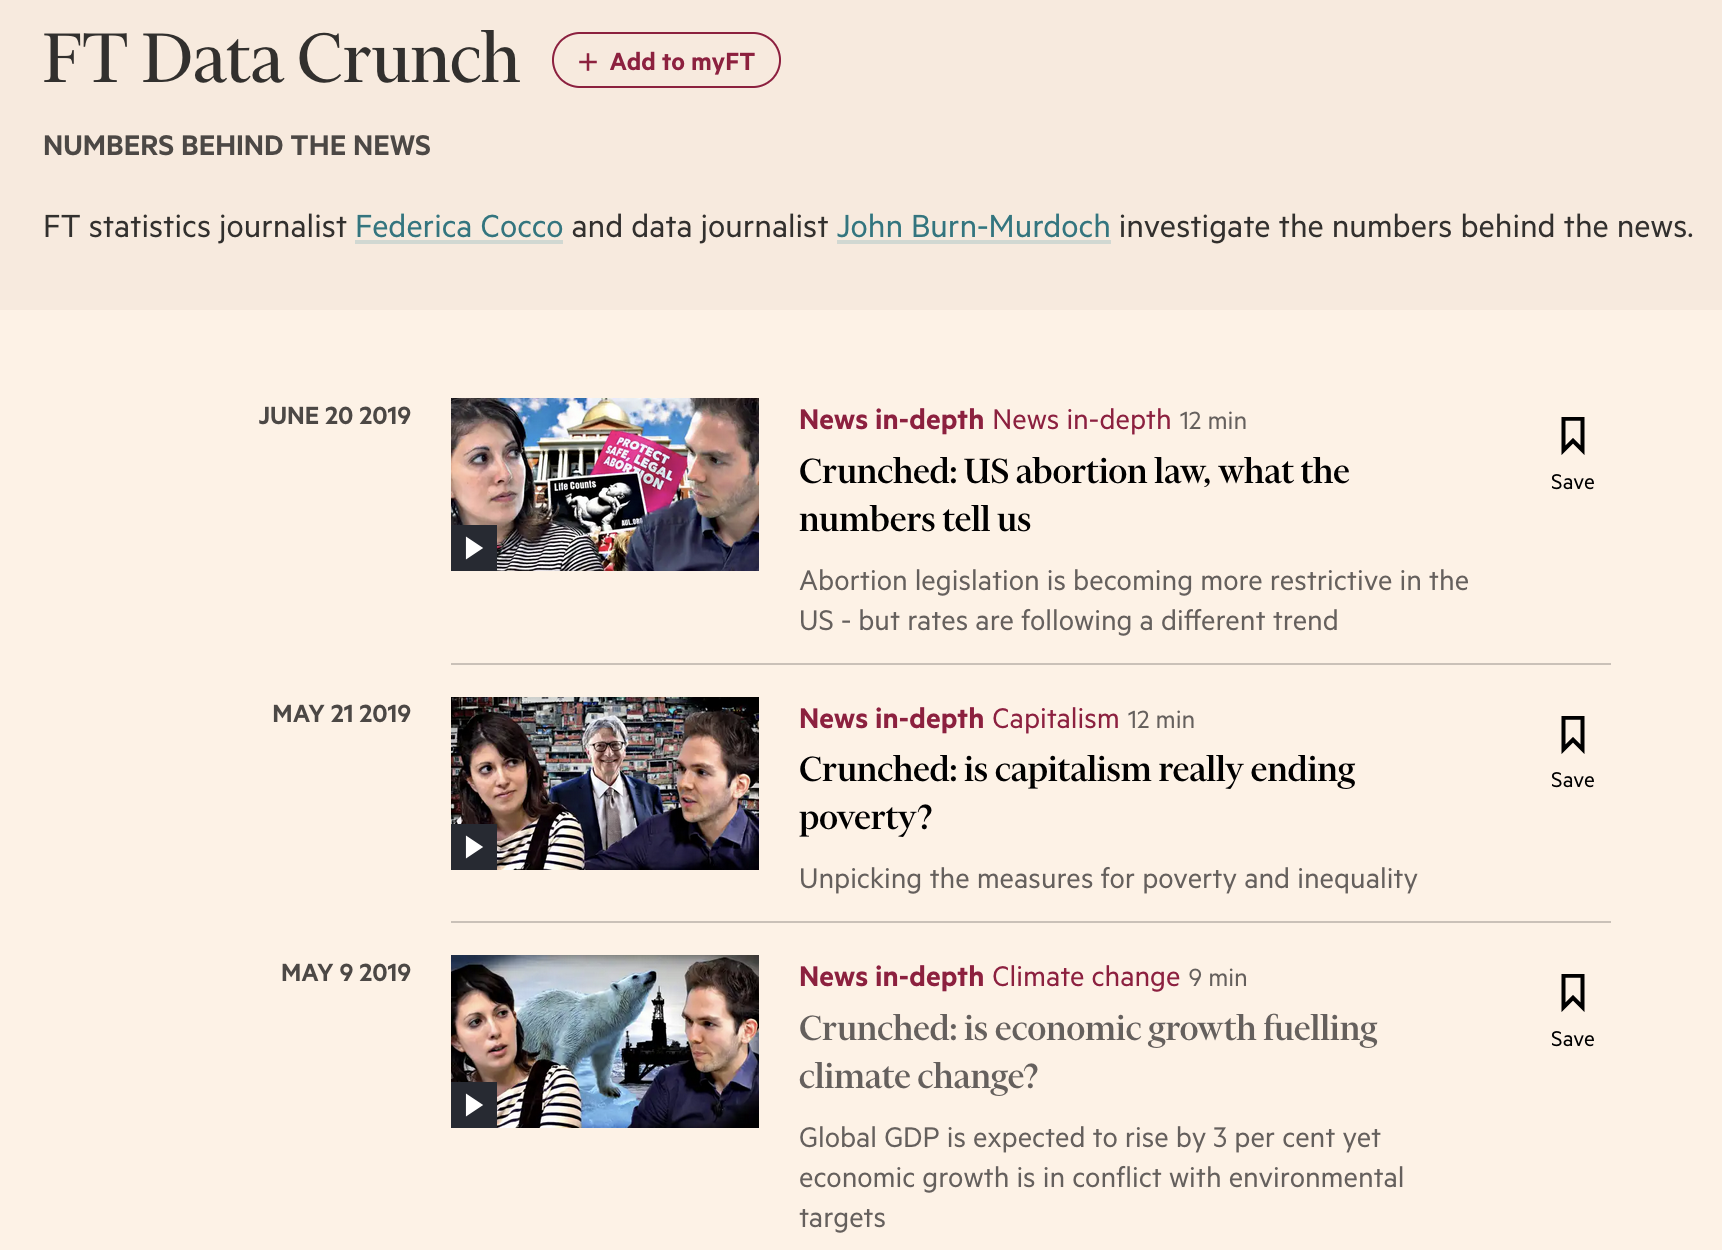 FT Data Crunch
+ Add to myFT
NUMBERS BEHIND THE NEWS
FT statistics journalist Federica Cocco and data journalist John Burn-Murdoch investigate the numbers behind the news.
JUNE 20 2019
PROTECT
SAFE, LEGAL
ABORTION
Life Counts
AUL.ORG
News in-depth News in-depth 12 min
Crunched: US abortion law, what the
numbers tell us
Abortion legislation is becoming more restrictive in the
US - but rates are following a different trend
Save
MAY 21 2019
News in-depth Capitalism 12 min
Crunched: is capitalism really ending
poverty?
Unpicking the measures for poverty and inequality
Save
MAY 9 2019
News in-depth Climate change 9 min
Crunched: is economic growth fuelling
climate change?
Global GDP is expected to rise by 3 per cent yet
economic growth is in conflict with environmental
targets
Save